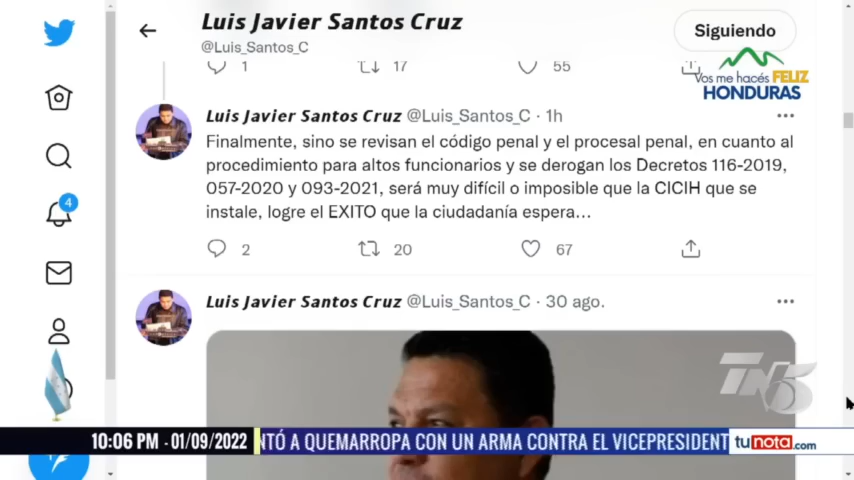 Luis Javier Santos Cruz
@Luis_Santos_C
Siguiendo
1 17 55
Vos me hacés FELIZ
HONDURAS
Luis Javier Santos Cruz @Luis_Santos_C · 1h
Finalmente, sino se revisan el código penal y el procesal penal, en cuanto al
procedimiento para altos funcionarios y se derogan los Decretos 116-2019,
057-2020 y 093-2021, será muy difícil o imposible que la CICIH que se
instale, logre el EXITO que la ciudadanía espera...
2 20 67
4
Luis Javier Santos Cruz @Luis_Santos_C · 30 ago.
TN5
10:06 PM - 01/09/2022 NTÓ A QUEMARROPA CON UN ARMA CONTRA EL VICEPRESIDENT tunota.com